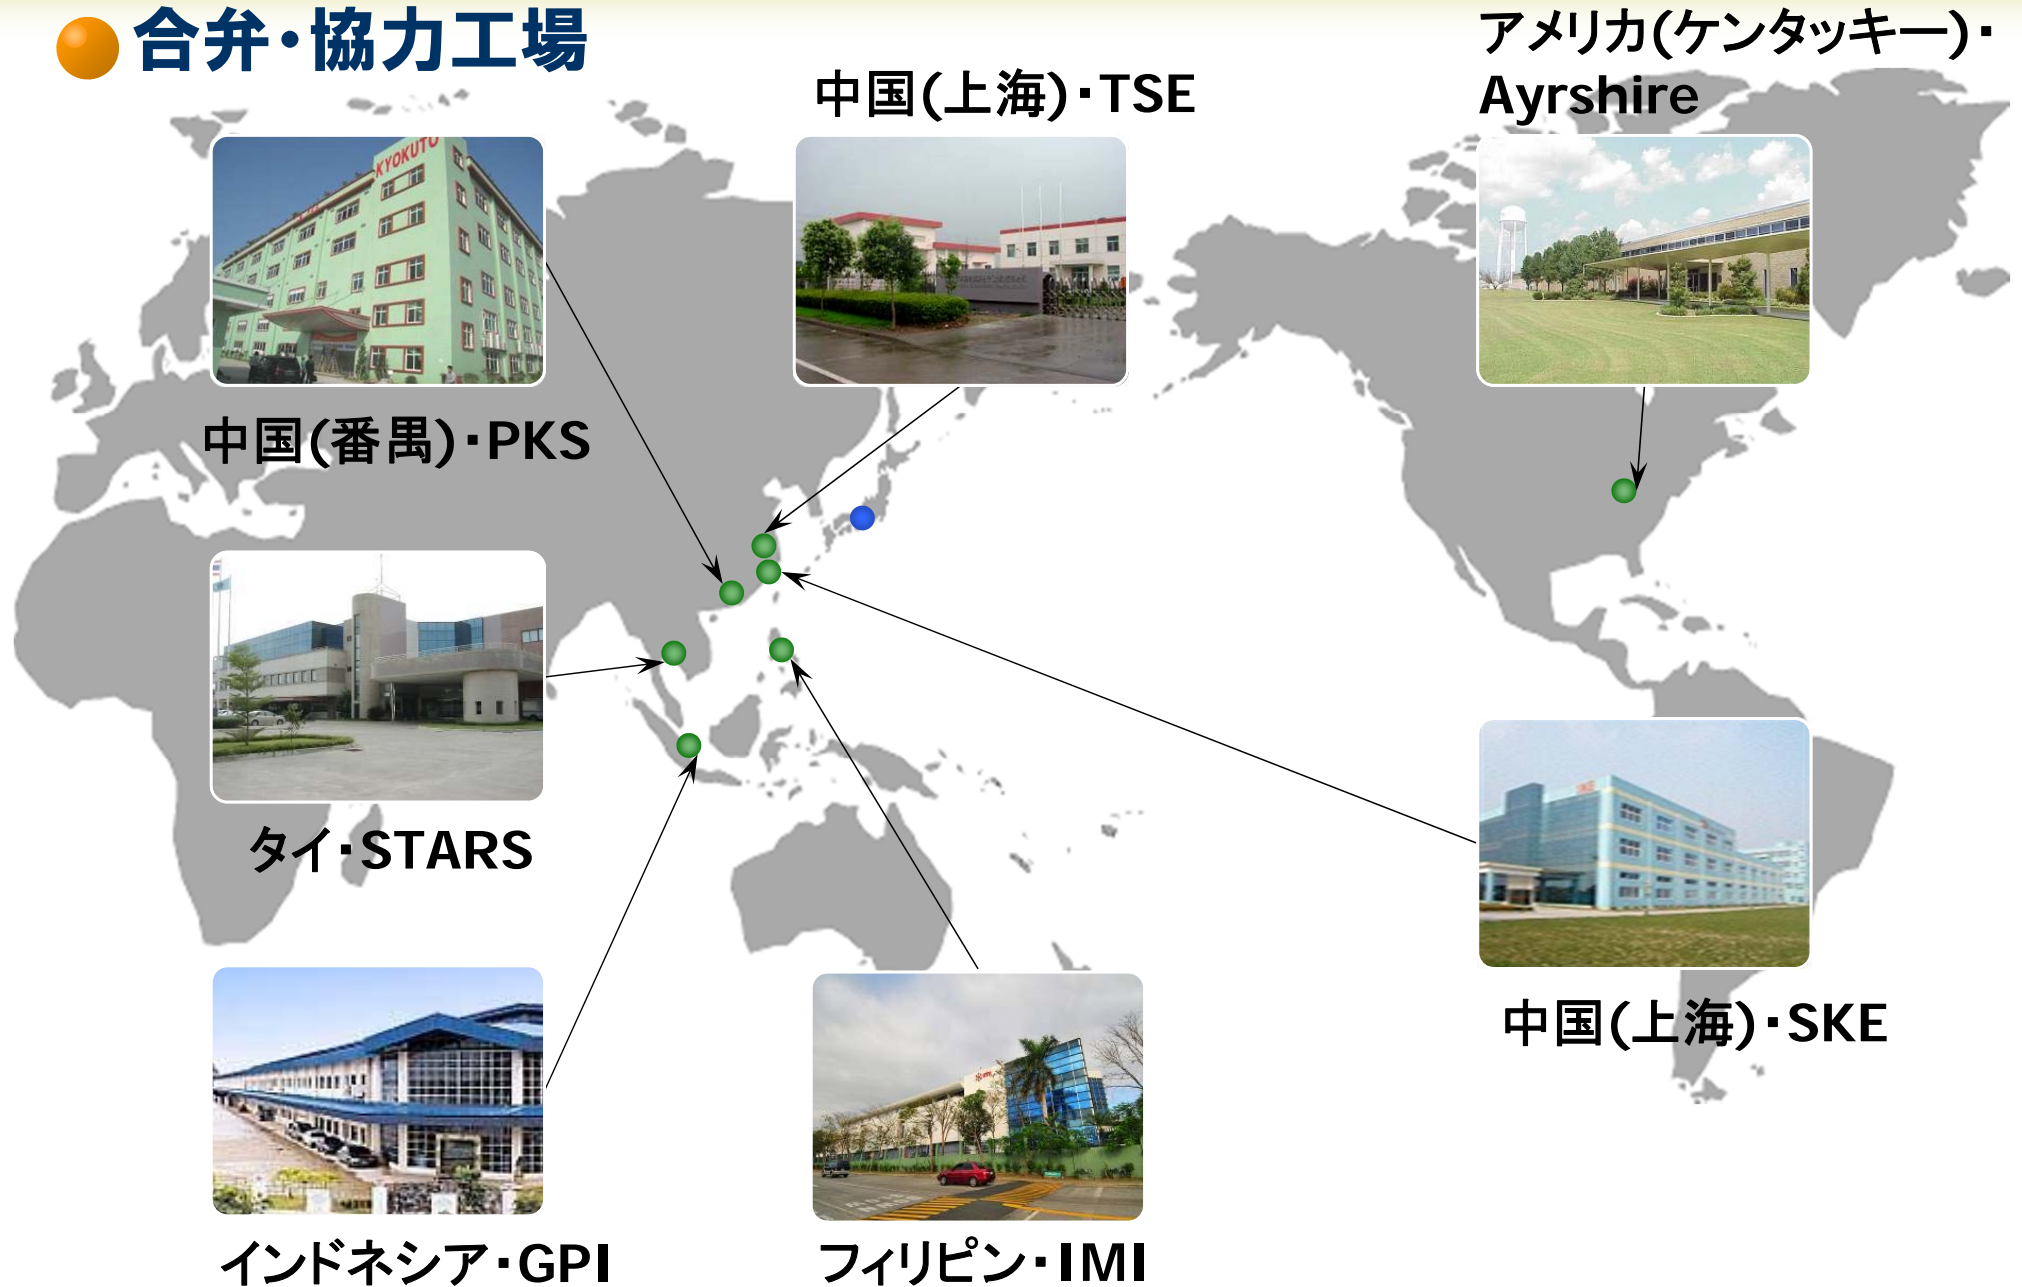 合弁・協力工場
アメリカ(ケンタッキー)・
Ayrshire
中国(上海)・TSE
KYOKUTO
中国(番禺)・PKS
タイ・STARS
中国(上海)・SKE
SKE
インドネシア・GPI
フィリピン・IMI